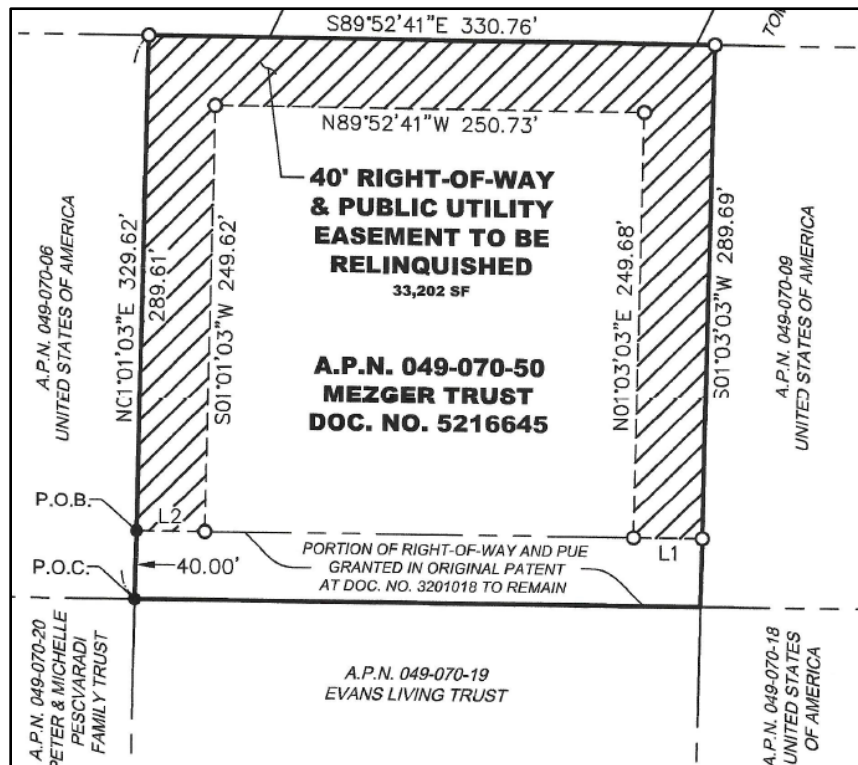 S89°52'41"E 330.76'
TOM
N89°52'41"W 250.73'
40' RIGHT-OF-WAY
& PUBLIC UTILITY
EASEMENT TO BE
RELINQUISHED
33,202 SF
A.P.N. 049-070-06
UNITED STATES OF AMERICA
N01°01'03"E 329.62'
289.61'
S01°01'03"W 249.62'
N01°03'03"E 249.68'
S01°03'03"W 289.69'
A.P.N. 049-070-09
UNITED STATES OF AMERICA
A.P.N. 049-070-50
MEZGER TRUST
DOC. NO. 5216645
P.O.B.
L2
L1
PORTION OF RIGHT-OF-WAY AND PUE
GRANTED IN ORIGINAL PATENT
AT DOC. NO. 3201018 TO REMAIN
40.00'
P.O.C.
A.P.N. 049-070-20
PETER & MICHELLE
PESCVARADI
FAMILY TRUST
A.P.N. 049-070-19
EVANS LIVING TRUST
A.P.N. 049-070-18
UNITED STATES
OF AMERICA